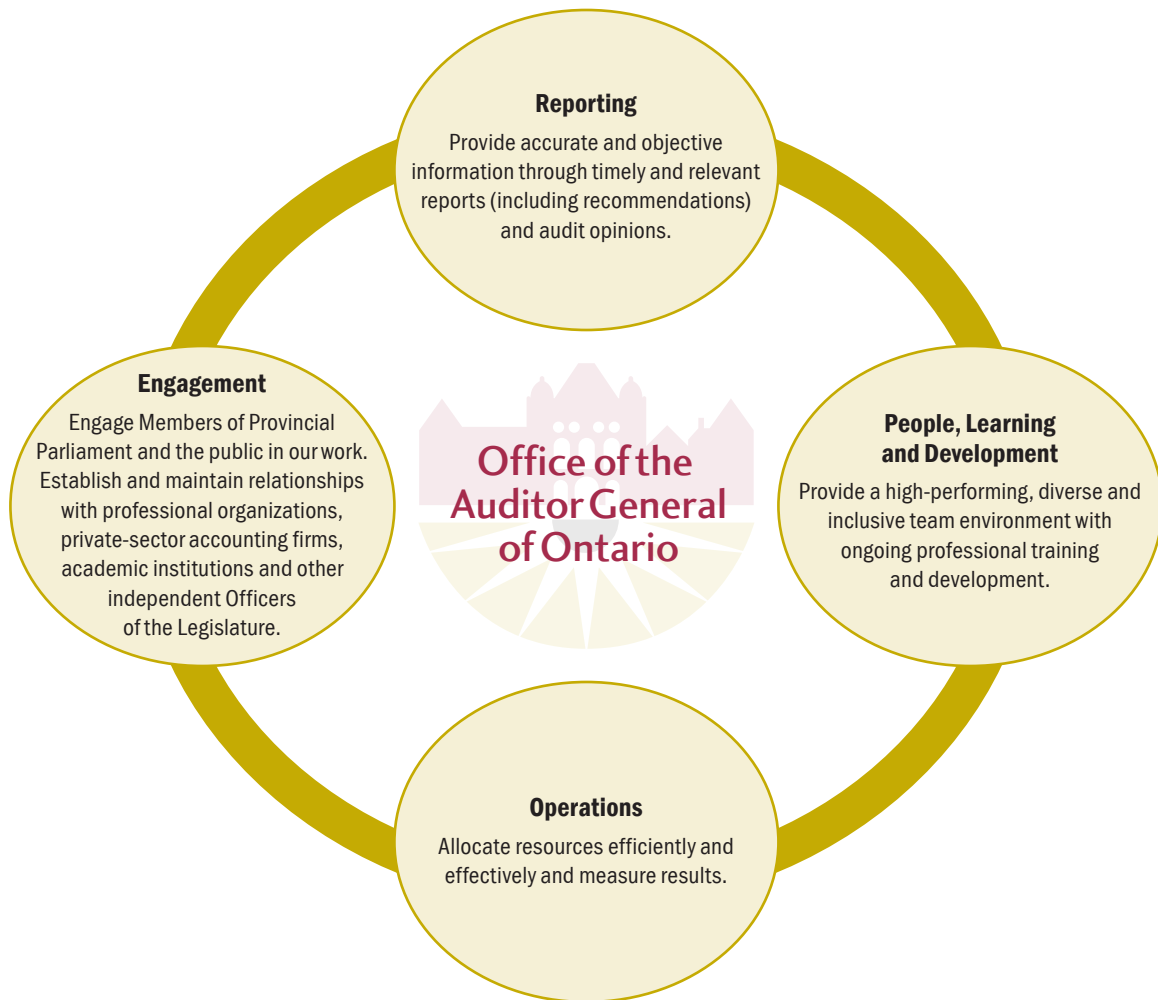 Reporting
Provide accurate and objective
information through timely and relevant
reports (including recommendations)
and audit opinions.
Engagement
Engage Members of Provincial
Parliament and the public in our work.
Establish and maintain relationships
with professional organizations,
private-sector accounting firms,
academic institutions and other
independent Officers
of the Legislature.
Office of the
Auditor General
of Ontario
People, Learning
and Development
Provide a high-performing, diverse and
inclusive team environment with
ongoing professional training
and development.
Operations
Allocate resources efficiently and
effectively and measure results.